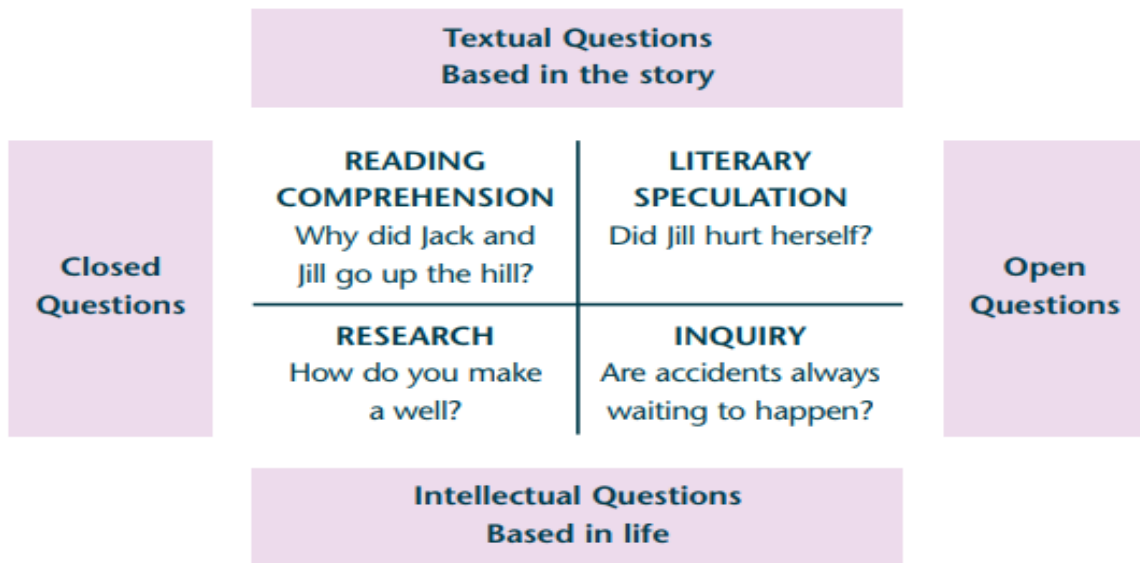 Textual Questions
Based in the story
Closed
Questions
READING
COMPREHENSION
Why did Jack and
Jill go up the hill?
LITERARY
SPECULATION
Did Jill hurt herself?
RESEARCH
How do you make
a well?
INQUIRY
Are accidents always
waiting to happen?
Open
Questions
Intellectual Questions
Based in life